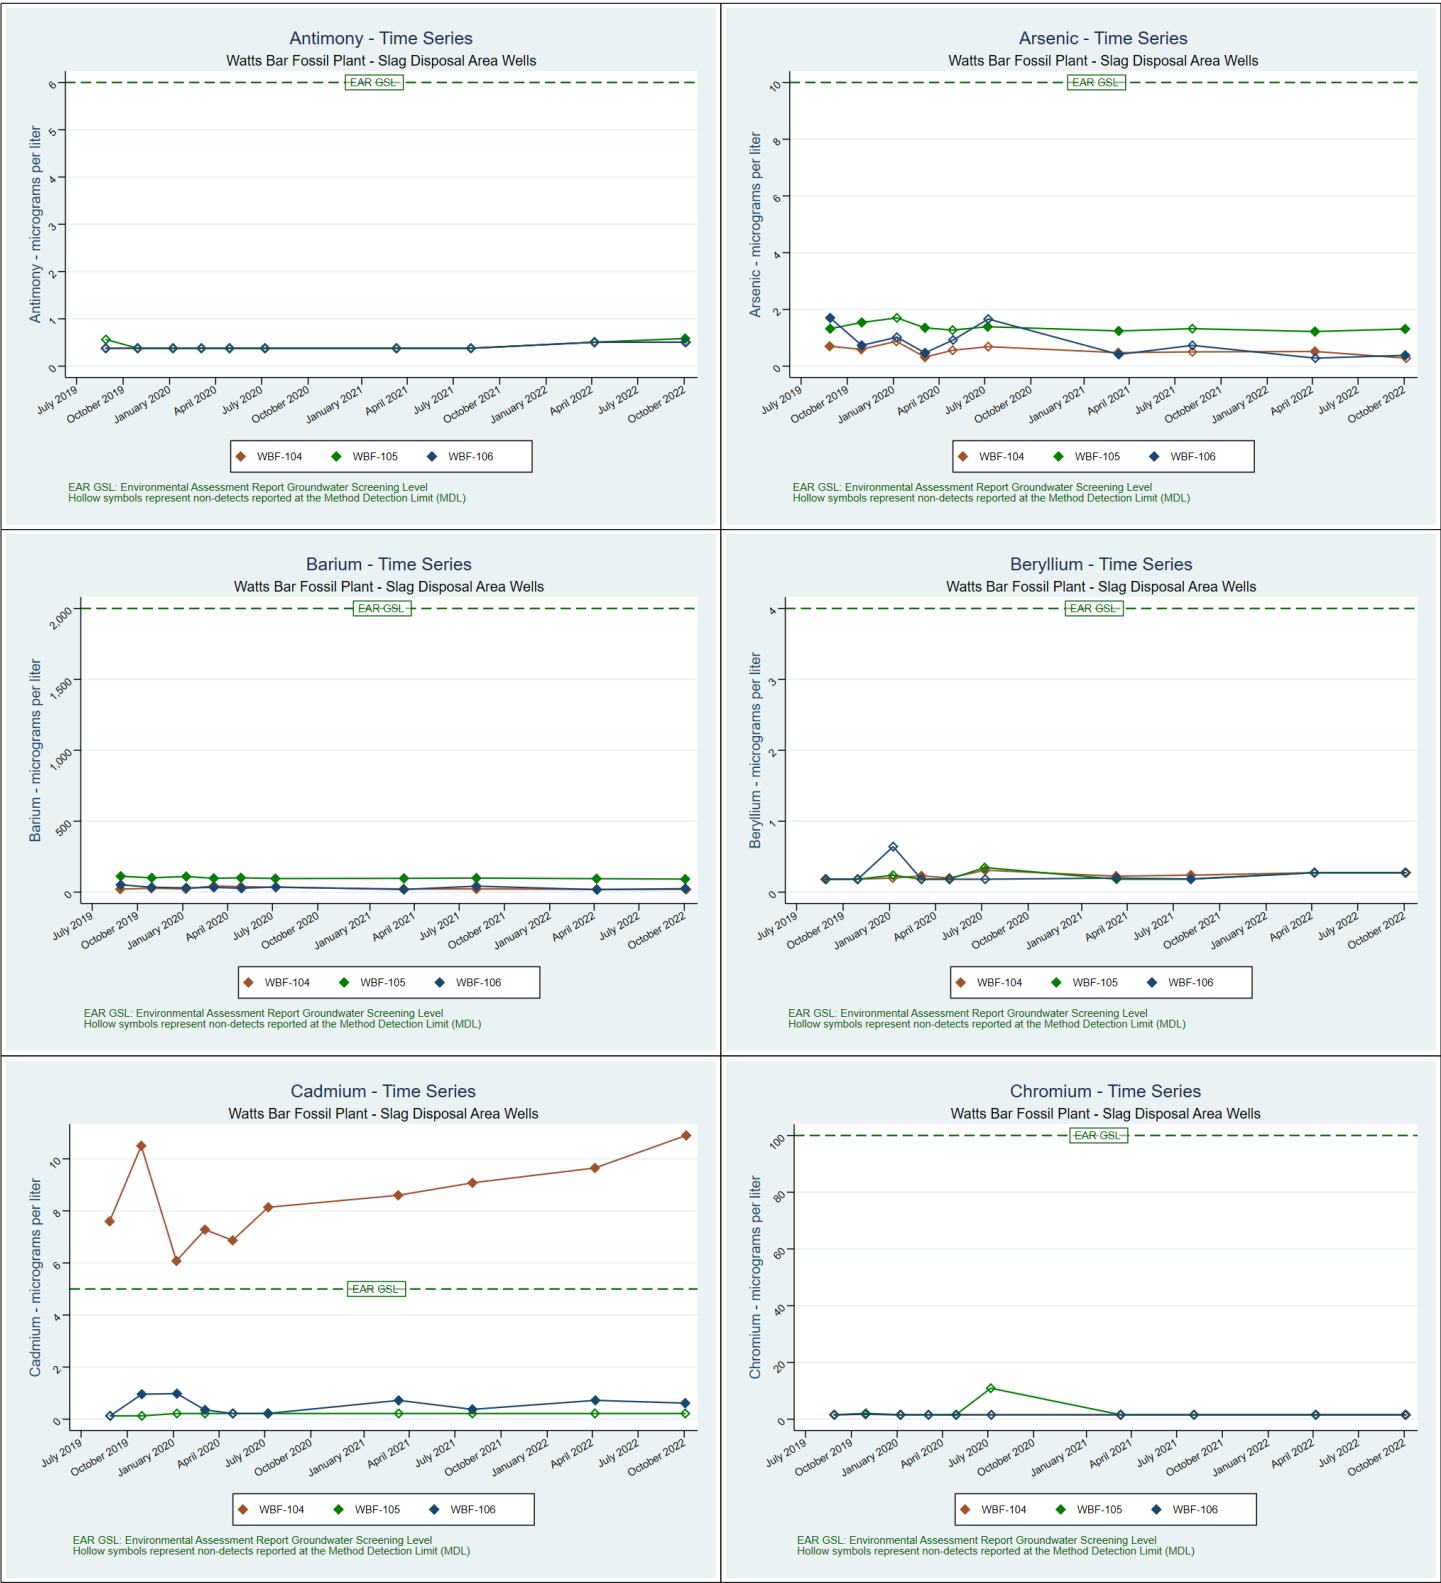 Antimony - Time Series
Watts Bar Fossil Plant - Slag Disposal Area Wells
Antimony - micrograms per liter
6
5
4
3
2
1
0
EAR GSL
July 2019 October 2019 January 2020 April 2020 July 2020 October 2020 January 2021 April 2021 July 2021 October 2021 January 2022 April 2022 July 2022 October 2022
WBF-104 WBF-105 WBF-106
EAR GSL: Environmental Assessment Report Groundwater Screening Level
Hollow symbols represent non-detects reported at the Method Detection Limit (MDL)
Arsenic - Time Series
Watts Bar Fossil Plant - Slag Disposal Area Wells
Arsenic - micrograms per liter
10
8
6
4
2
0
EAR GSL
July 2019 October 2019 January 2020 April 2020 July 2020 October 2020 January 2021 April 2021 July 2021 October 2021 January 2022 April 2022 July 2022 October 2022
WBF-104 WBF-105 WBF-106
EAR GSL: Environmental Assessment Report Groundwater Screening Level
Hollow symbols represent non-detects reported at the Method Detection Limit (MDL)
Barium - Time Series
Watts Bar Fossil Plant - Slag Disposal Area Wells
Barium - micrograms per liter
2,000
1,500
1,000
500
0
EAR GSL
July 2019 October 2019 January 2020 April 2020 July 2020 October 2020 January 2021 April 2021 July 2021 October 2021 January 2022 April 2022 July 2022 October 2022
WBF-104 WBF-105 WBF-106
EAR GSL: Environmental Assessment Report Groundwater Screening Level
Hollow symbols represent non-detects reported at the Method Detection Limit (MDL)
Beryllium - Time Series
Watts Bar Fossil Plant - Slag Disposal Area Wells
Beryllium - micrograms per liter
4
3
2
1
0
EAR GSL
July 2019 October 2019 January 2020 April 2020 July 2020 October 2020 January 2021 April 2021 July 2021 October 2021 January 2022 April 2022 July 2022 October 2022
WBF-104 WBF-105 WBF-106
EAR GSL: Environmental Assessment Report Groundwater Screening Level
Hollow symbols represent non-detects reported at the Method Detection Limit (MDL)
Cadmium - Time Series
Watts Bar Fossil Plant - Slag Disposal Area Wells
Cadmium - micrograms per liter
10
8
6
4
2
0
EAR GSL
July 2019 October 2019 January 2020 April 2020 July 2020 October 2020 January 2021 April 2021 July 2021 October 2021 January 2022 April 2022 July 2022 October 2022
WBF-104 WBF-105 WBF-106
EAR GSL: Environmental Assessment Report Groundwater Screening Level
Hollow symbols represent non-detects reported at the Method Detection Limit (MDL)
Chromium - Time Series
Watts Bar Fossil Plant - Slag Disposal Area Wells
Chromium - micrograms per liter
100
80
60
40
20
0
EAR GSL
July 2019 October 2019 January 2020 April 2020 July 2020 October 2020 January 2021 April 2021 July 2021 October 2021 January 2022 April 2022 July 2022 October 2022
WBF-104 WBF-105 WBF-106
EAR GSL: Environmental Assessment Report Groundwater Screening Level
Hollow symbols represent non-detects reported at the Method Detection Limit (MDL)